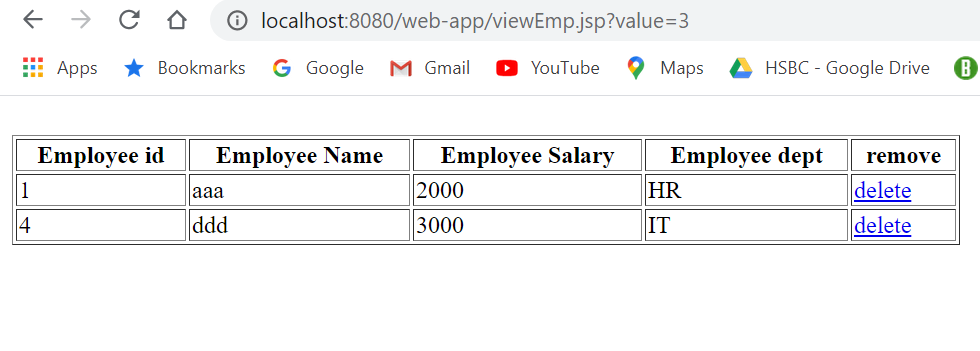 localhost:8080/web-app/viewEmp.jsp?value=3
Apps Bookmarks Google Gmail YouTube Maps HSBC - Google Drive
Employee id Employee Name Employee Salary Employee dept remove
1 aaa 2000 HR delete
4 ddd 3000 IT delete